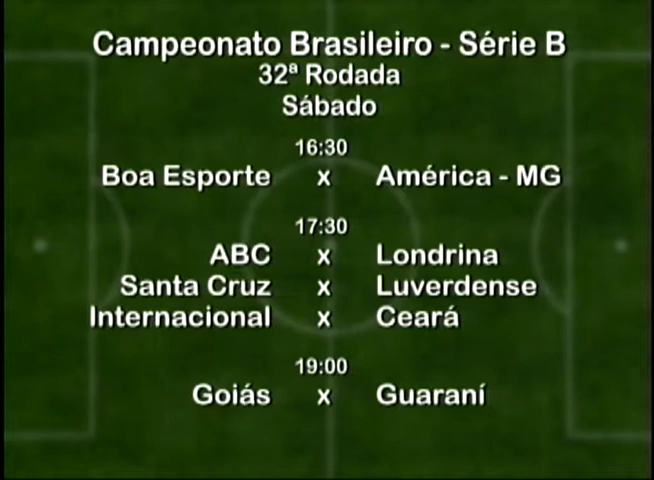 Campeonato Brasileiro - Série B
32ª Rodada
Sábado
16:30
Boa Esporte x América - MG
17:30
ABC x Londrina
Santa Cruz x Luverdense
Internacional x Ceará
19:00
Goiás x Guaraní